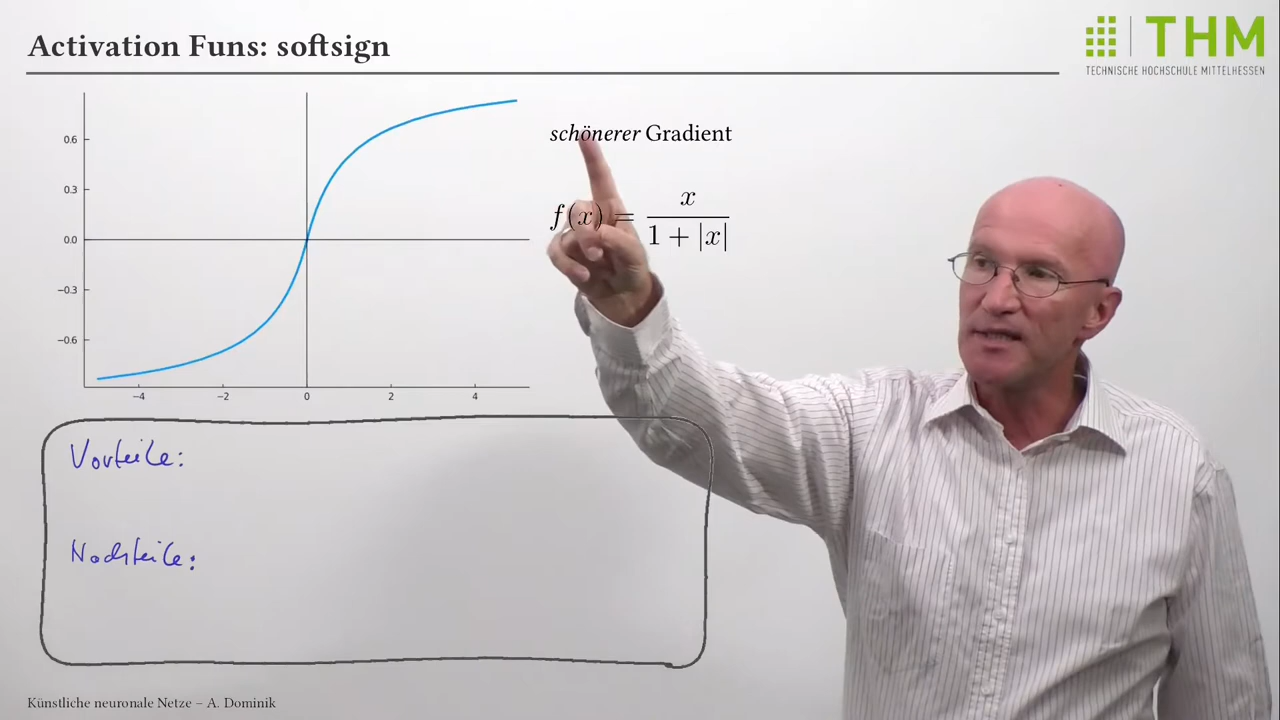 Activation Funs: softsign
THM
TECHNISCHE HOCHSCHULE MITTELHESSEN
schönerer Gradient
f(x) = x / (1 + |x|)
0.6
0.3
0.0
−0.3
−0.6
−4 −2 0 2 4
Vorteile:
Nachteile:
Künstliche neuronale Netze – A. Dominik